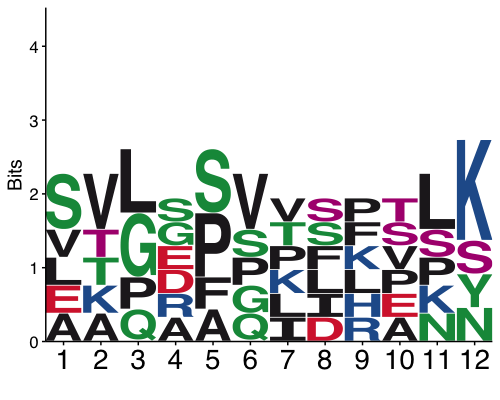 Bits
4
3
2
1
0
S V L E A
V T T K A
L G P Q
S G E D R A
S P F A
V S P G Q
V T P K L I
S S F L I D
P F K L H R
T S V P E A
L S P K N
K S Y N
1 2 3 4 5 6 7 8 9 10 11 12